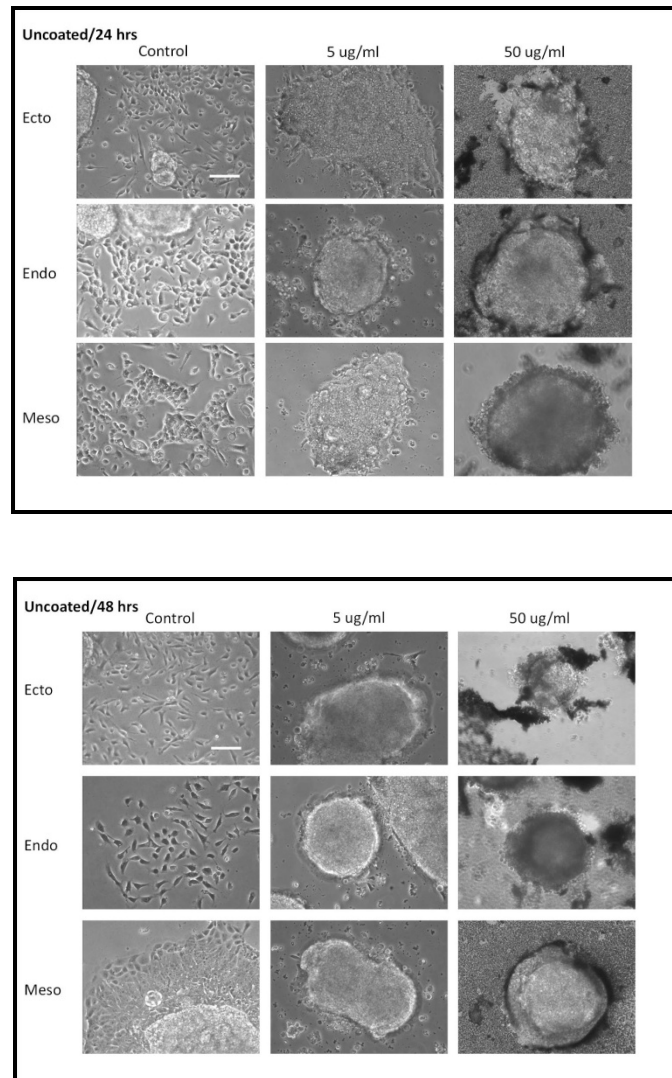 Uncoated/24 hrs
Control 5 ug/ml 50 ug/ml
Ecto
Endo
Meso
Uncoated/48 hrs
Control 5 ug/ml 50 ug/ml
Ecto
Endo
Meso